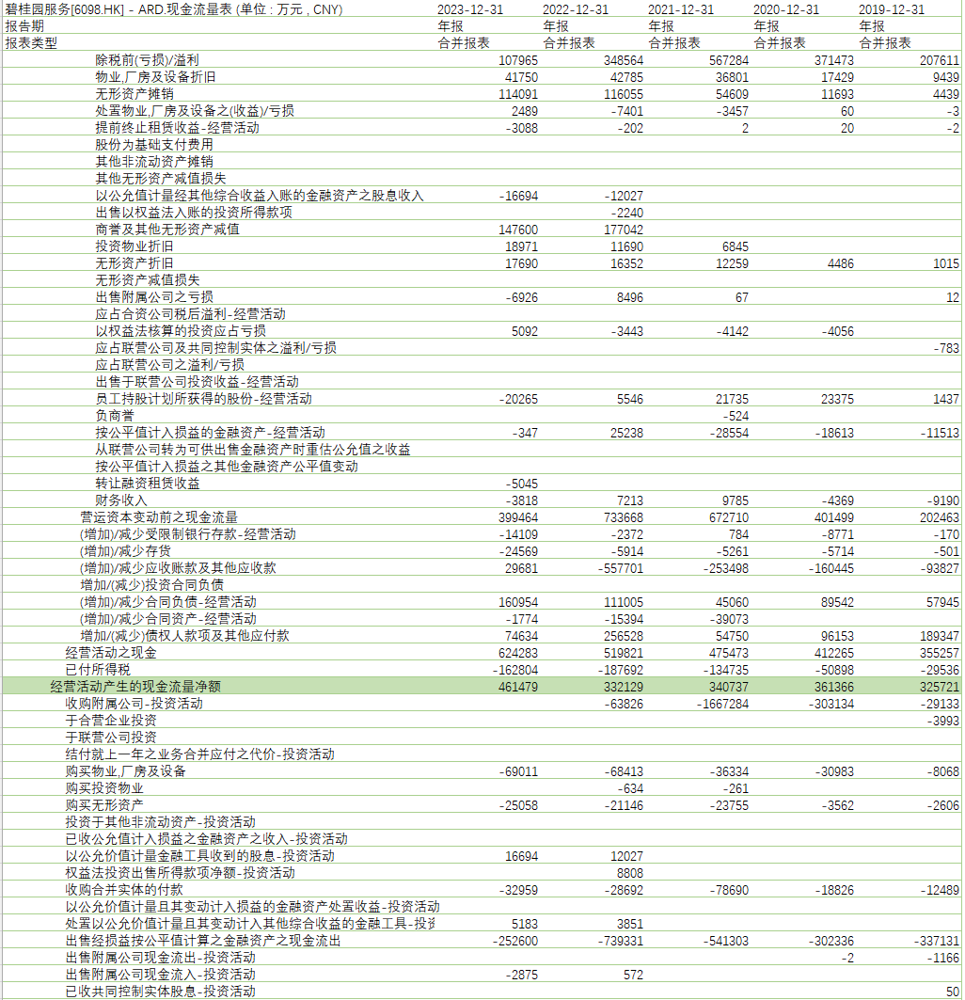 碧桂园服务[6098.HK] - ARD.现金流量表 (单位 : 万元 , CNY) 2023-12-31 2022-12-31 2021-12-31 2020-12-31 2019-12-31
报告期 年报 年报 年报 年报 年报
报表类型 合并报表 合并报表 合并报表 合并报表 合并报表
除税前(亏损)/溢利 107965 348564 567284 371473 207611
物业,厂房及设备折旧 41750 42785 36801 17429 9439
无形资产摊销 114091 116055 54609 11693 4439
处置物业,厂房及设备之(收益)/亏损 2489 -7401 -3457 60 -3
提前终止租赁收益-经营活动 -3088 -202 2 20 -2
股份为基础支付费用
其他非流动资产摊销
其他无形资产减值损失
以公允值计量经其他综合收益入账的金融资产之股息收入 -16694 -12027
出售以权益法入账的投资所得款项 -2240
商誉及其他无形资产减值 147600 177042
投资物业折旧 18971 11690 6845
无形资产折旧 17690 16352 12259 4486 1015
无形资产减值损失
出售附属公司之亏损 -6926 8496 67 12
应占合资公司税后溢利-经营活动
以权益法核算的投资应占亏损 5092 -3443 -4142 -4056
应占联营公司及共同控制实体之溢利/亏损 -783
应占联营公司之溢利/亏损
出售于联营公司投资收益-经营活动
员工持股计划所获得的股份-经营活动 -20265 5546 21735 23375 1437
负商誉 -524
按公平值计入损益的金融资产-经营活动 -347 25238 -28554 -18613 -11513
从联营公司转为可供出售金融资产时重估公允值之收益
按公平值计入损益之其他金融资产公平值变动
转让融资租赁收益 -5045
财务收入 -3818 7213 9785 -4369 -9190
营运资本变动前之现金流量 399464 733668 672710 401499 202463
(增加)/减少受限制银行存款-经营活动 -14109 -2372 784 -8771 -170
(增加)/减少存货 -24569 -5914 -5261 -5714 -501
(增加)/减少应收账款及其他应收款 29681 -557701 -253498 -160445 -93827
增加/(减少)投资合同负债
(增加)/减少合同负债-经营活动 160954 111005 45060 89542 57945
(增加)/减少合同资产-经营活动 -1774 -15394 -39073
增加/(减少)债权人款项及其他应付款 74634 256528 54750 96153 189347
经营活动之现金 624283 519821 475473 412265 355257
已付所得税 -162804 -187692 -134735 -50898 -29536
经营活动产生的现金流量净额 461479 332129 340737 361366 325721
收购附属公司-投资活动 -63826 -1667284 -303134 -29133
于合营企业投资 -3993
于联营公司投资
结付就上一年之业务合并应付之代价-投资活动
购买物业,厂房及设备 -69011 -68413 -36334 -30983 -8068
购买投资物业 -634 -261
购买无形资产 -25058 -21146 -23755 -3562 -2606
投资于其他非流动资产-投资活动
已收公允值计入损益之金融资产之收入-投资活动
以公允价值计量金融工具收到的股息-投资活动 16694 12027
权益法投资出售所得款项净额-投资活动 8808
收购合并实体的付款 -32959 -28692 -78690 -18826 -12489
以公允价值计量且其变动计入损益的金融资产处置收益-投资活动
处置以公允价值计量且其变动计入其他综合收益的金融工具-投资 5183 3851
出售经损益按公平值计算之金融资产之现金流出 -252600 -739331 -541303 -302336 -337131
出售附属公司现金流出-投资活动 -2 -1166
出售附属公司现金流入-投资活动 -2875 572
已收共同控制实体股息-投资活动 50